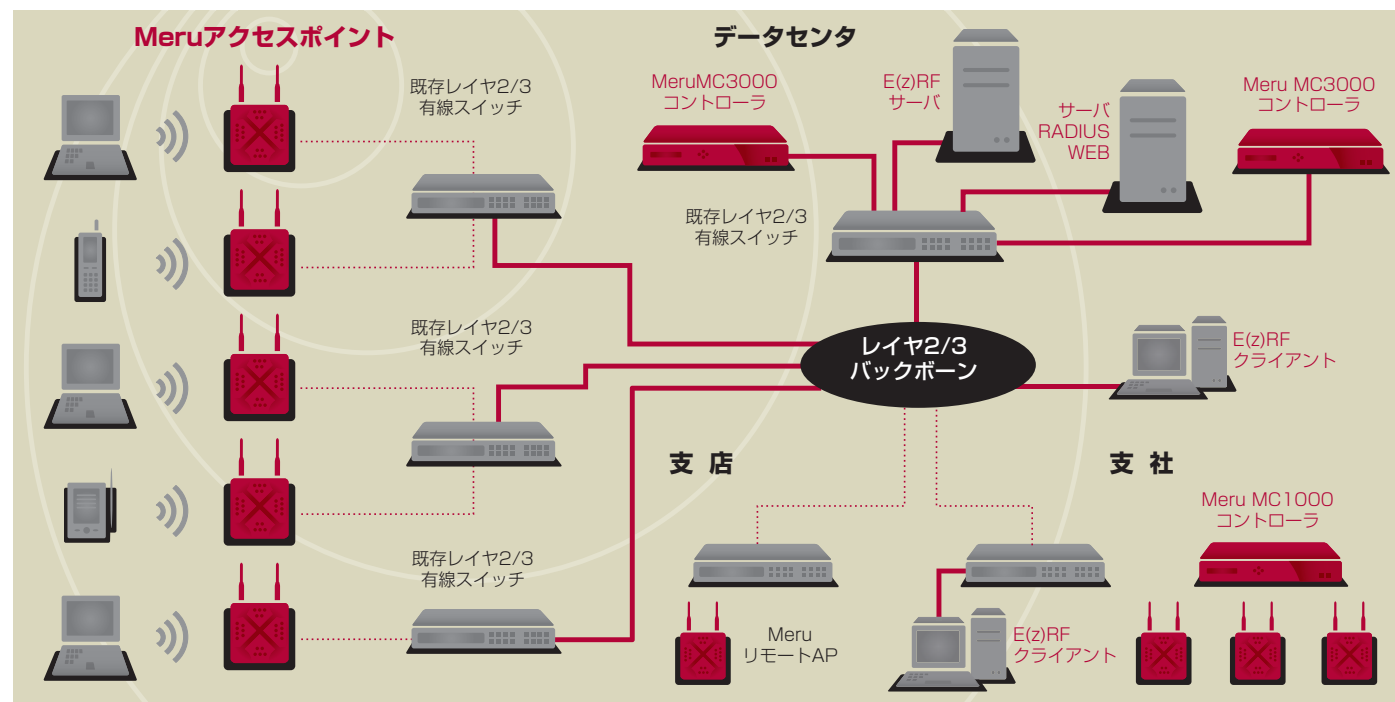 Meruアクセスポイント
既存レイヤ2/3
有線スイッチ
既存レイヤ2/3
有線スイッチ
既存レイヤ2/3
有線スイッチ
データセンタ
MeruMC3000
コントローラ
E(z)RF
サーバ
サーバ
RADIUS
WEB
Meru MC3000
コントローラ
既存レイヤ2/3
有線スイッチ
レイヤ2/3
バックボーン
E(z)RF
クライアント
支店
Meru
リモートAP
支社
Meru MC1000
コントローラ
E(z)RF
クライアント